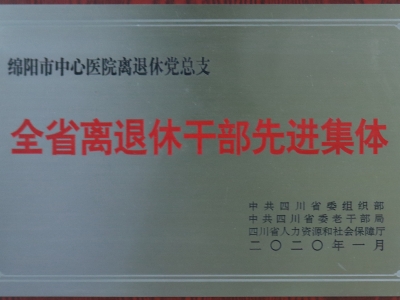 绵阳市中心医院离退休党总支
全省离退休干部先进集体
中共四川省委组织部
中共四川省委老干部局
四川省人力资源和社会保障厅
二〇二〇年一月